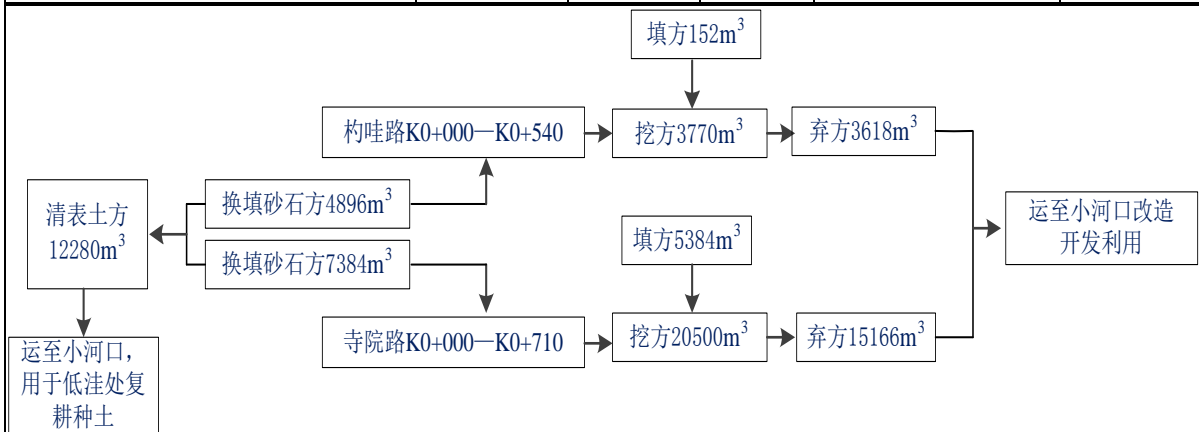 填方152m³
杓哇路K0+000—K0+540
挖方3770m³
弃方3618m³
清表土方
12280m³
换填砂石方4896m³
换填砂石方7384m³
填方5384m³
运至小河口改造
开发利用
寺院路K0+000—K0+710
挖方20500m³
弃方15166m³
运至小河口，
用于低洼处复
耕种土